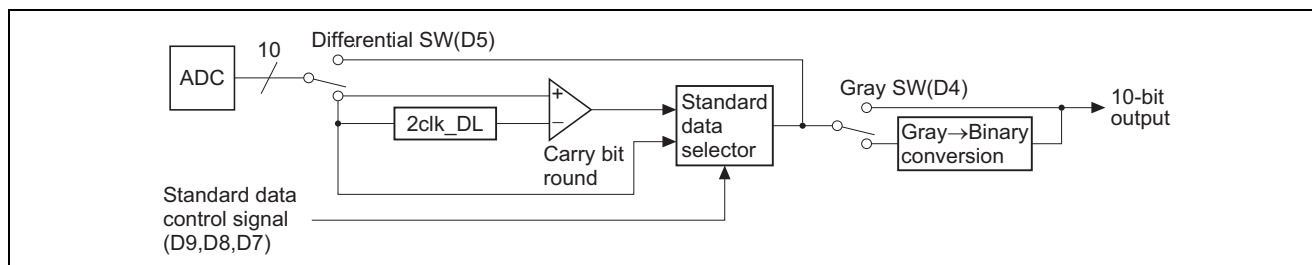 Differential SW(D5)
10
ADC
+
−
2clk_DL
Carry bit
round
Standard
data
selector
Gray SW(D4)
Gray→Binary
conversion
10-bit
output
Standard data
control signal
(D9,D8,D7)